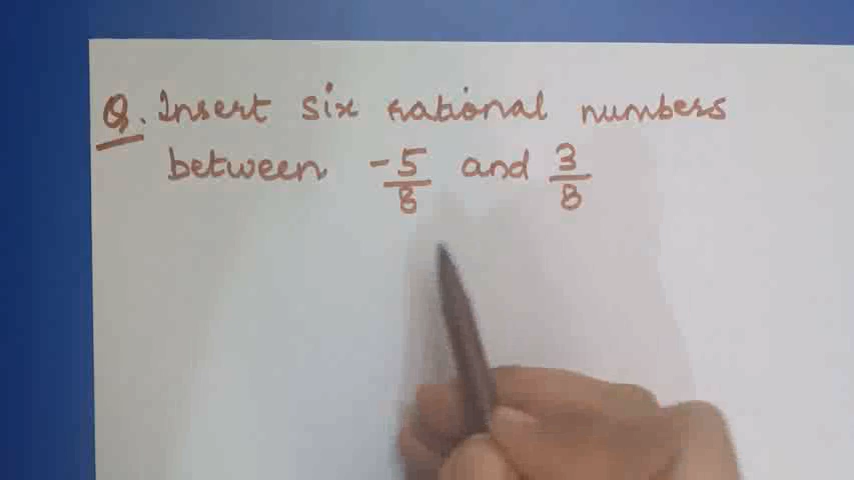 Q. Insert six rational numbers
between -5/8 and 3/8